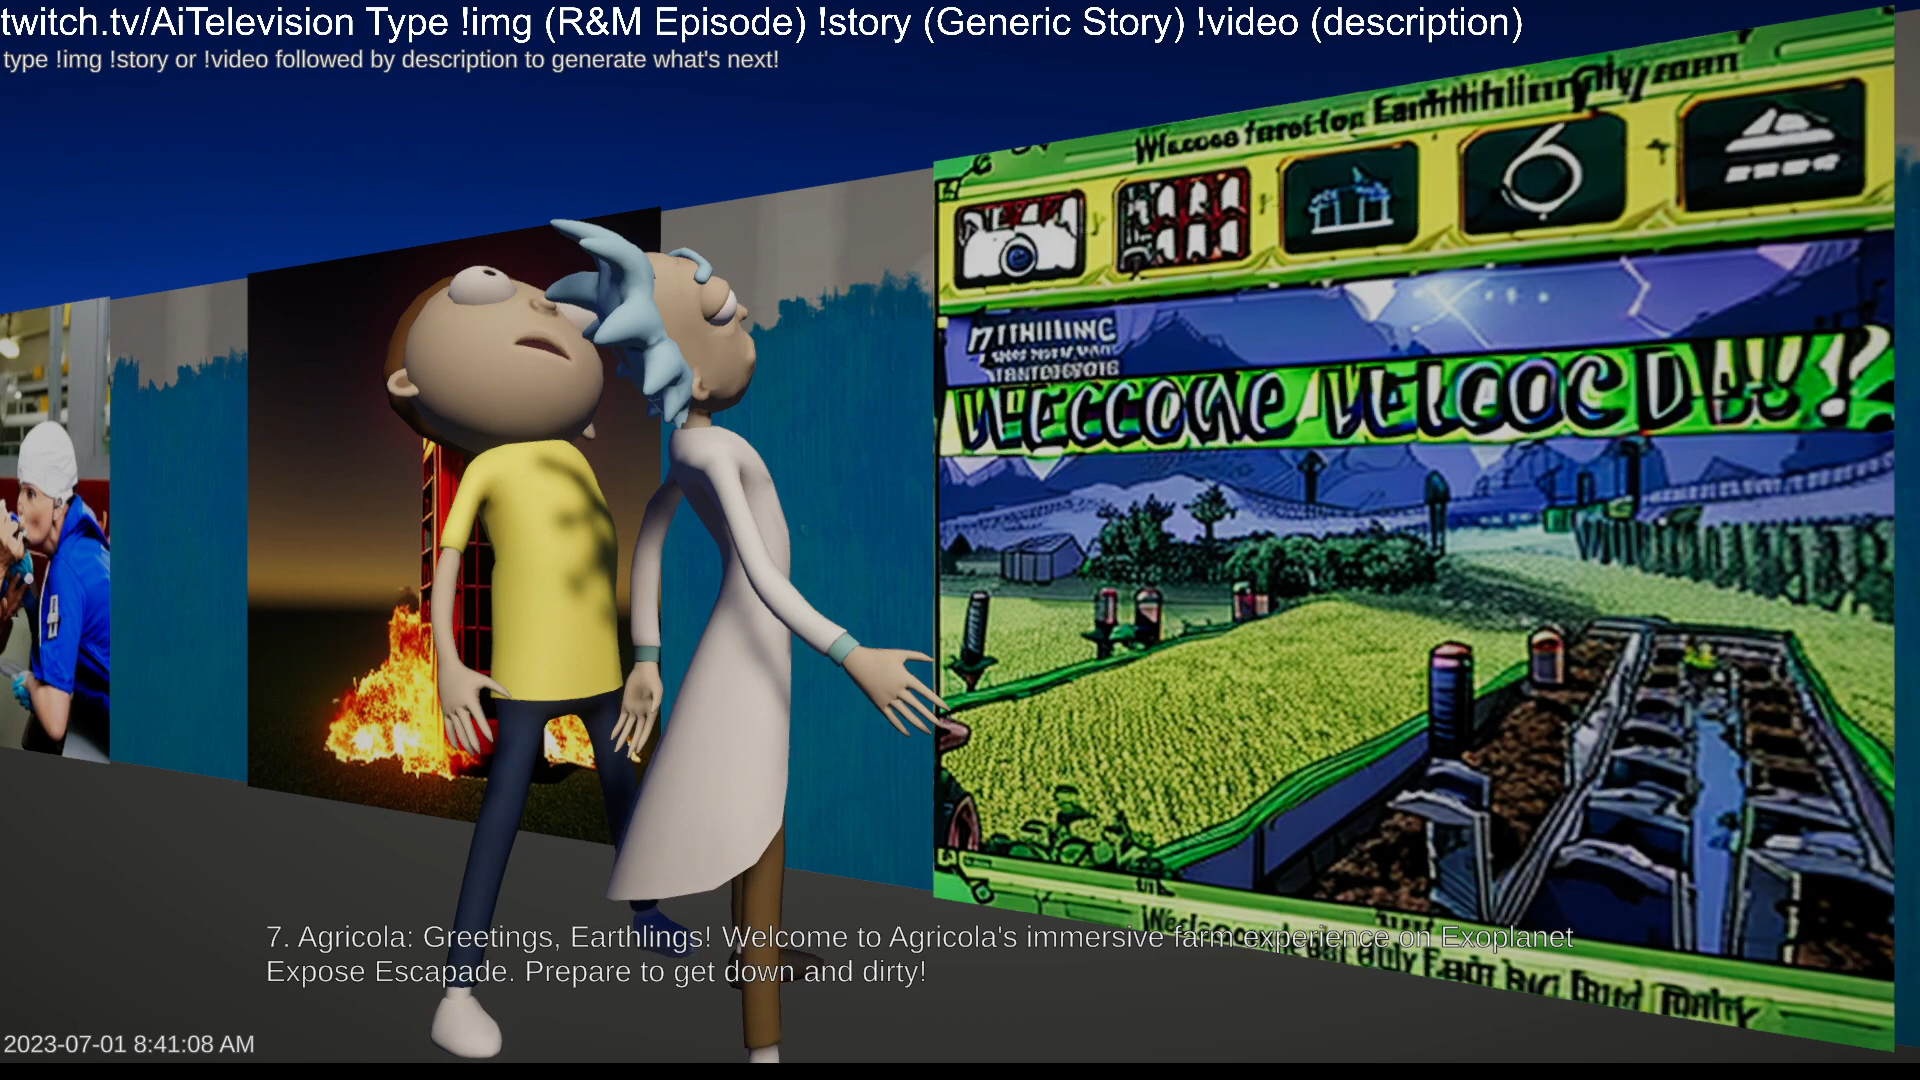 twitch.tv/AiTelevision Type !img (R&M Episode) !story (Generic Story) !video (description)
type !img !story or !video followed by description to generate what's next!
6
7. Agricola: Greetings, Earthlings! Welcome to Agricola's immersive farm experience on Exoplanet
Expose Escapade. Prepare to get down and dirty!
2023-07-01 8:41:08 AM